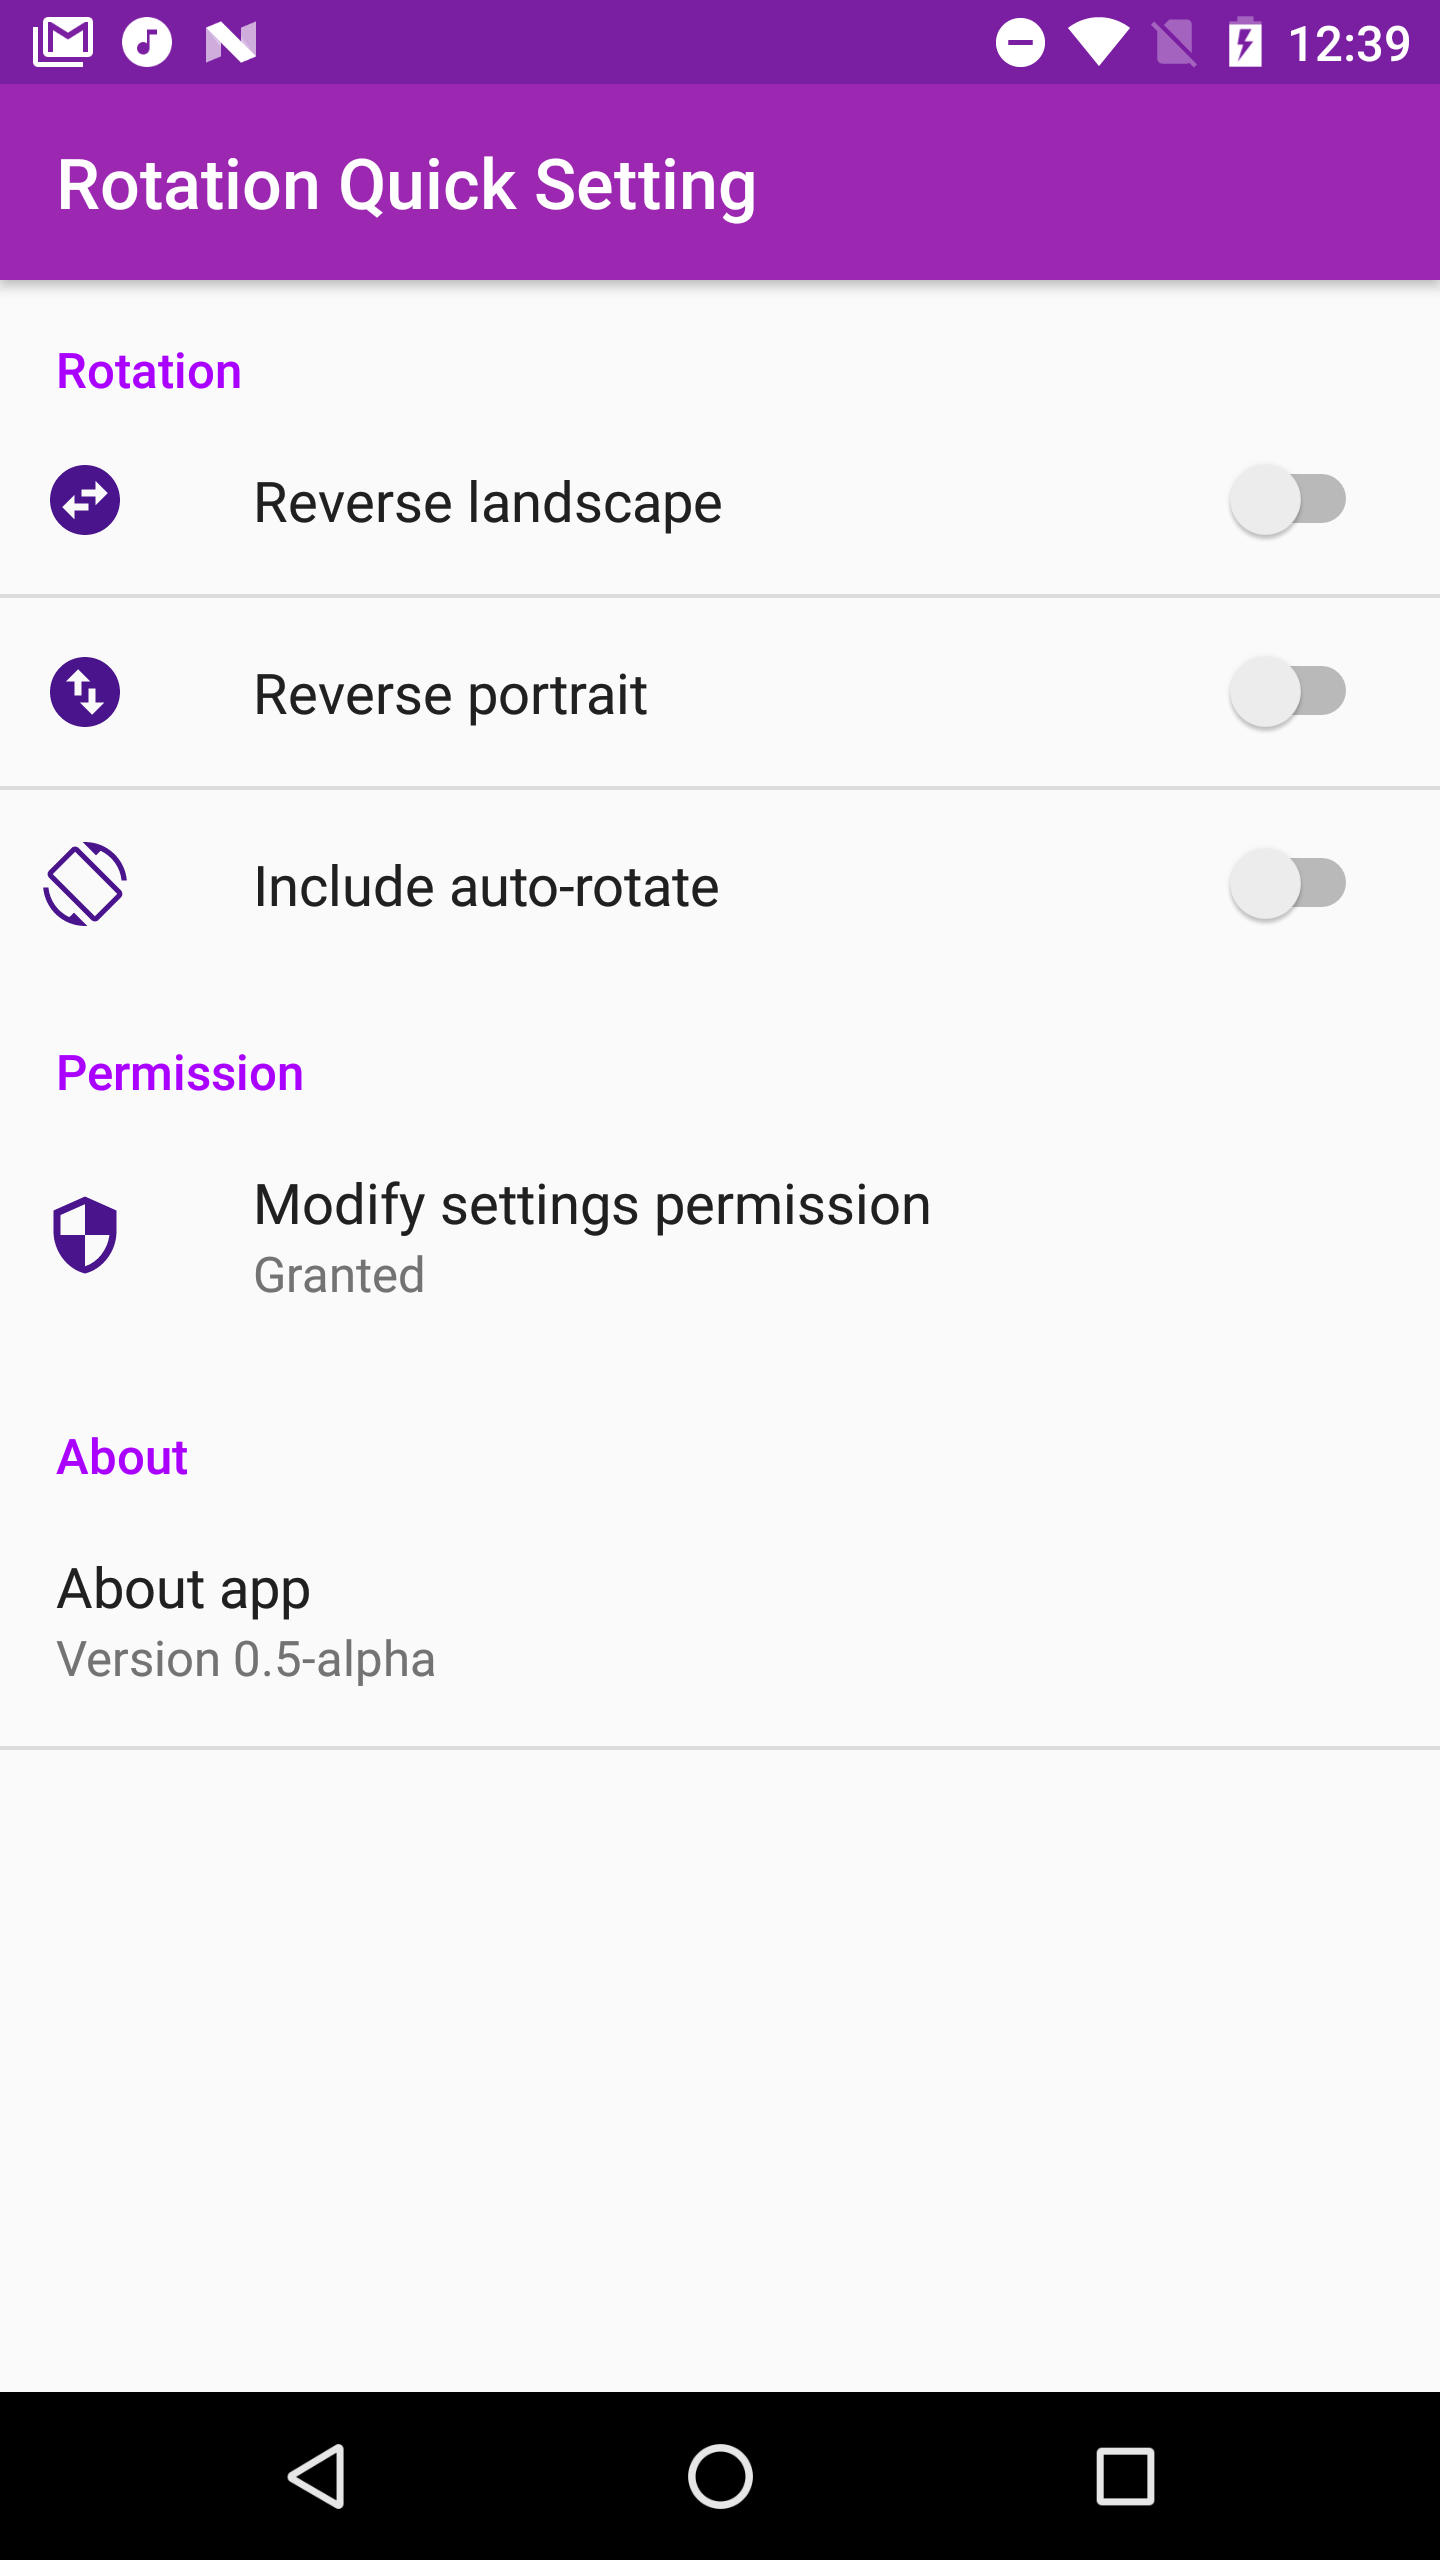 12:39
Rotation Quick Setting
Rotation
Reverse landscape
Reverse portrait
Include auto-rotate
Permission
Modify settings permission
Granted
About
About app
Version 0.5-alpha